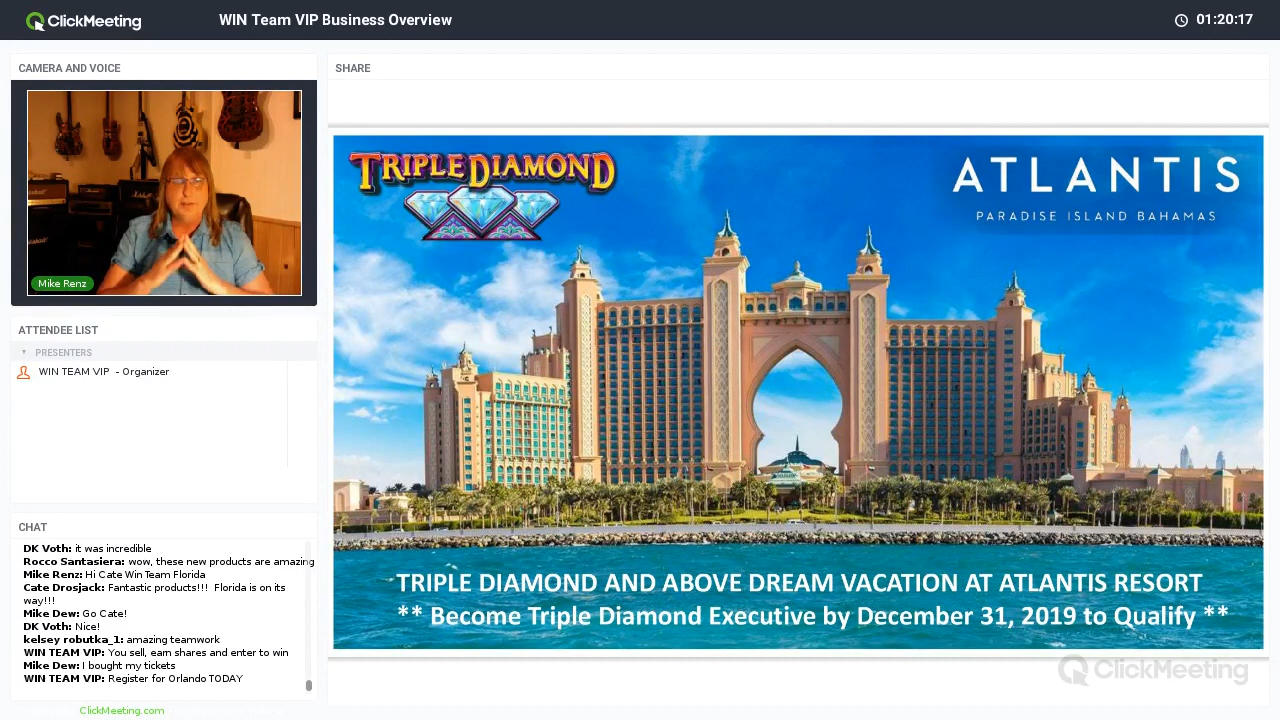 ClickMeeting
WIN Team VIP Business Overview
01:20:17
CAMERA AND VOICE
Mike Renz
ATTENDEE LIST
PRESENTERS
WIN TEAM VIP - Organizer
CHAT
DK Voth: it was incredible
Rocco Santasiera: wow, these new products are amazing
Mike Renz: Hi Cate Win Team Florida
Cate Drosjack: Fantastic products!!! Florida is on its
way!!!
Mike Dew: Go Cate!
DK Voth: Nice!
kelsey robutka_1: amazing teamwork
WIN TEAM VIP: You sell, earn shares and enter to win
Mike Dew: I bought my tickets
WIN TEAM VIP: Register for Orlando TODAY
ClickMeeting.com
SHARE
TRIPLE DIAMOND
ATLANTIS
PARADISE ISLAND BAHAMAS
TRIPLE DIAMOND AND ABOVE DREAM VACATION AT ATLANTIS RESORT
** Become Triple Diamond Executive by December 31, 2019 to Qualify **
ClickMeeting